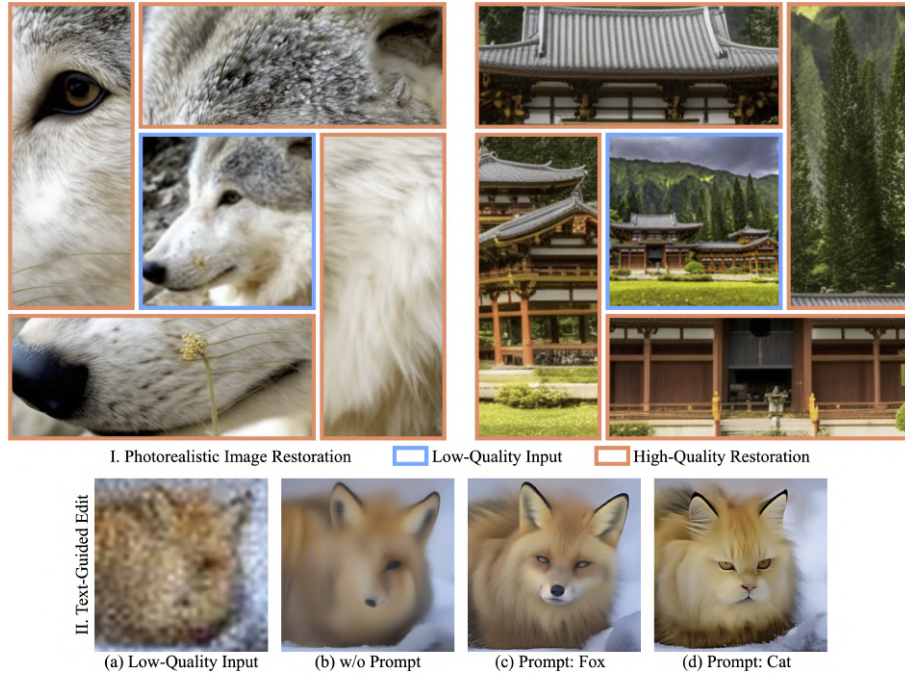 I. Photorealistic Image Restoration
Low-Quality Input
High-Quality Restoration
II. Text-Guided Edit
(a) Low-Quality Input
(b) w/o Prompt
(c) Prompt: Fox
(d) Prompt: Cat